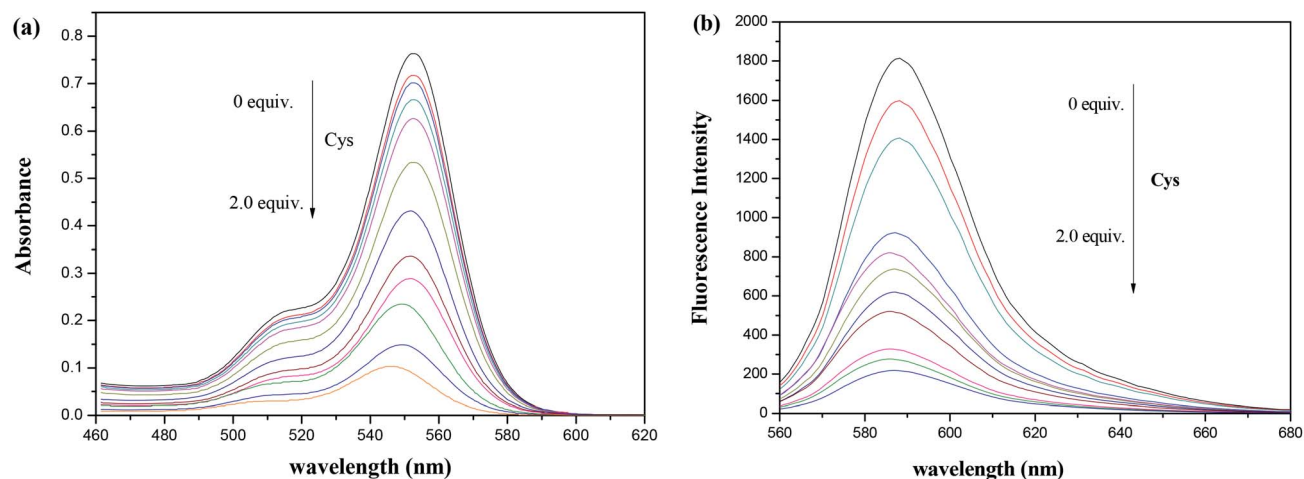 (a)
0.8
0.7
0.6
0.5
0.4
0.3
0.2
0.1
0.0
Absorbance
0 equiv.
Cys
2.0 equiv.
460 480 500 520 540 560 580 600 620
wavelength (nm)
(b)
2000
1800
1600
1400
1200
1000
800
600
400
200
0
Fluorescence Intensity
0 equiv.
Cys
2.0 equiv.
560 580 600 620 640 660 680
wavelength (nm)